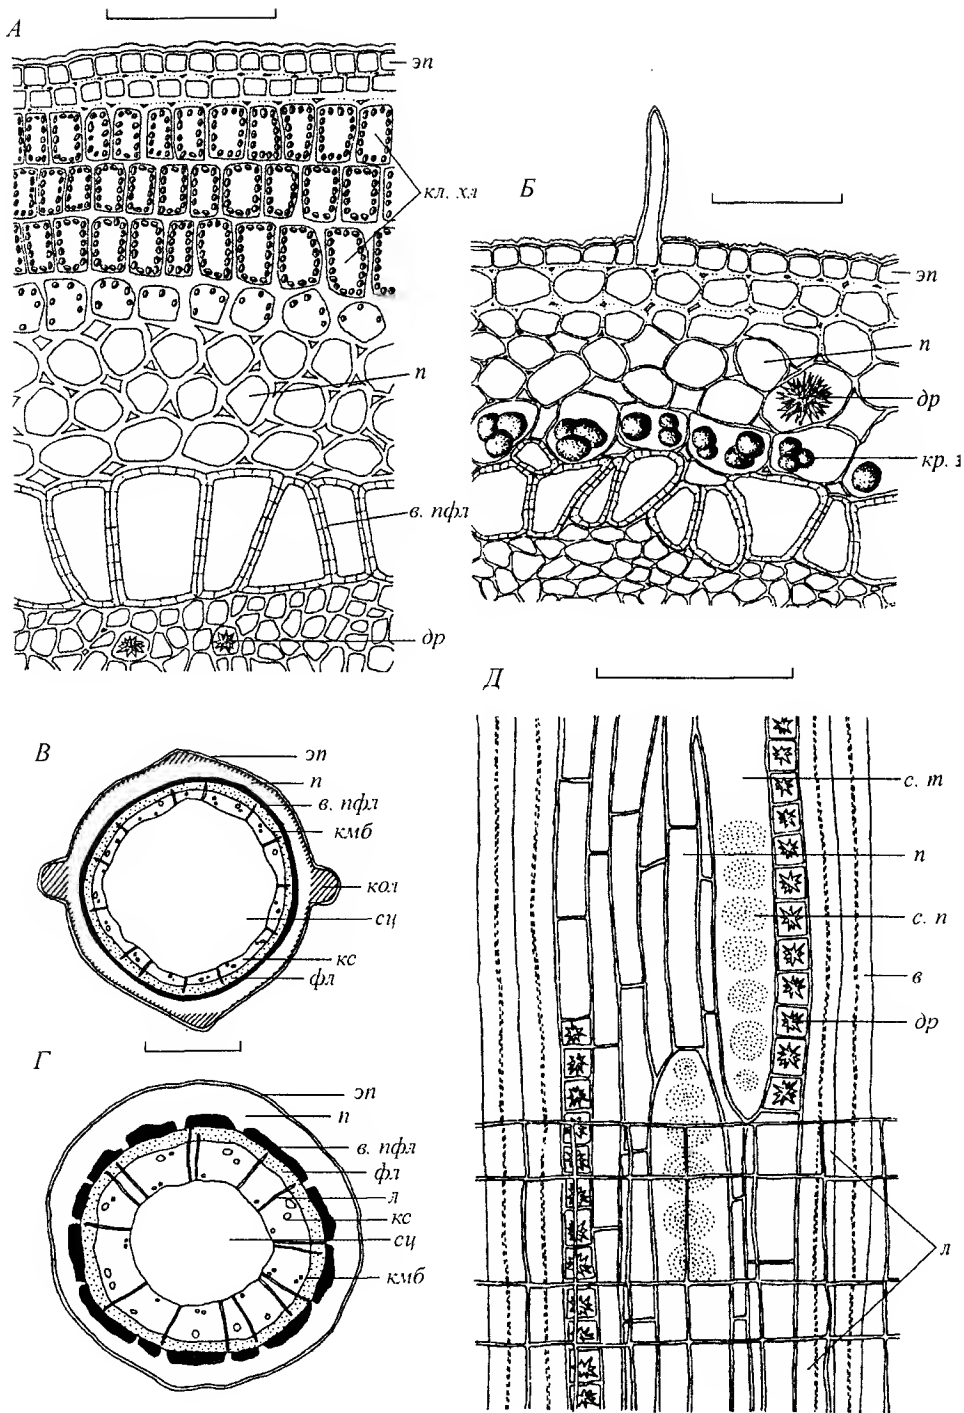 А
эп
кл. хл
п
в. пфл
др
Б
эп
п
др
кр. з
В
эп
п
в. пфл
кмб
кол
сц
кс
фл
Г
эп
п
в. пфл
фл
л
кс
сц
кмб
Д
с. т
п
с. п
в
др
л